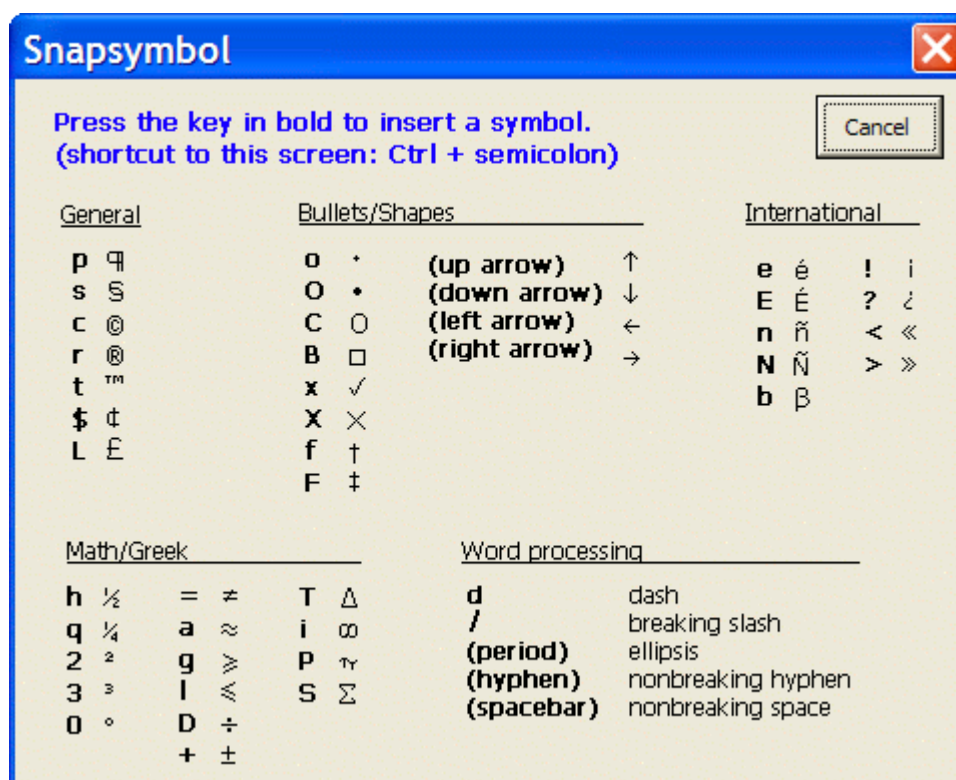 Snapsymbol
Press the key in bold to insert a symbol.
(shortcut to this screen: Ctrl + semicolon)
Cancel
General
p ¶
s §
c ©
r ®
t ™
$ ¢
L £
Bullets/Shapes
o •
O •
C ○
B □
x ✓
X ×
f †
F ‡
(up arrow) ↑
(down arrow) ↓
(left arrow) ←
(right arrow) →
International
e é
E É
n ñ
N Ñ
b β
! ¡
? ¿
< «
> »
Math/Greek
h ½
q ¼
2 ²
3 ³
0 °
= ≠
a ≈
g ≥
l ≤
D ÷
+ ±
T Δ
i ∞
P π
S Σ
Word processing
d dash
/ breaking slash
(period) ellipsis
(hyphen) nonbreaking hyphen
(spacebar) nonbreaking space